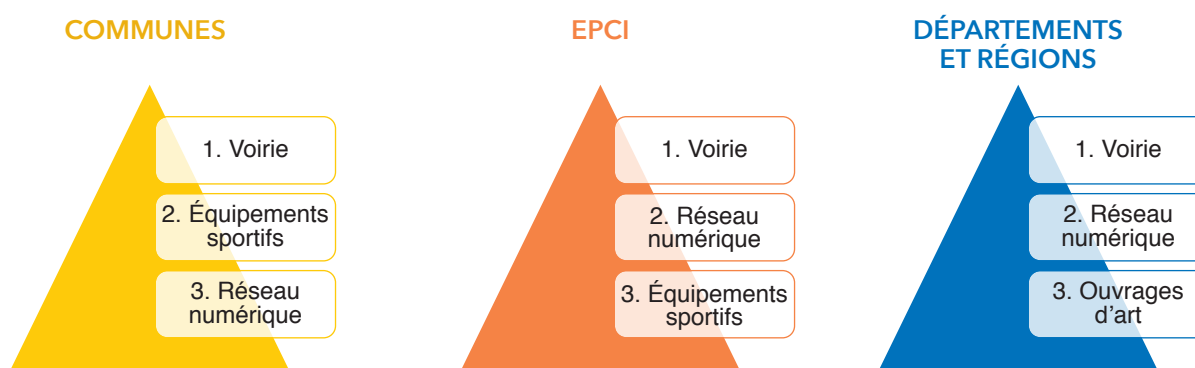 COMMUNES
1. Voirie
2. Équipements
sportifs
3. Réseau
numérique
EPCI
1. Voirie
2. Réseau
numérique
3. Équipements
sportifs
DÉPARTEMENTS
ET RÉGIONS
1. Voirie
2. Réseau
numérique
3. Ouvrages
d'art